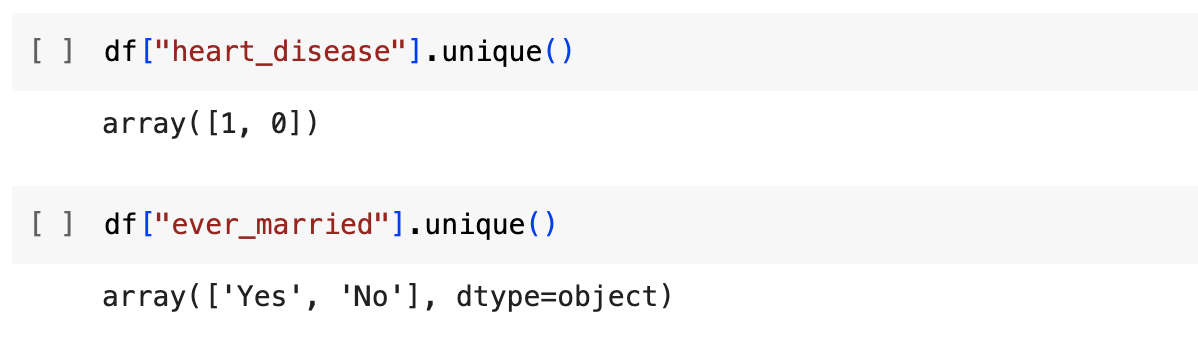 [ ] df["heart_disease"].unique()
array([1, 0])
[ ] df["ever_married"].unique()
array(['Yes', 'No'], dtype=object)